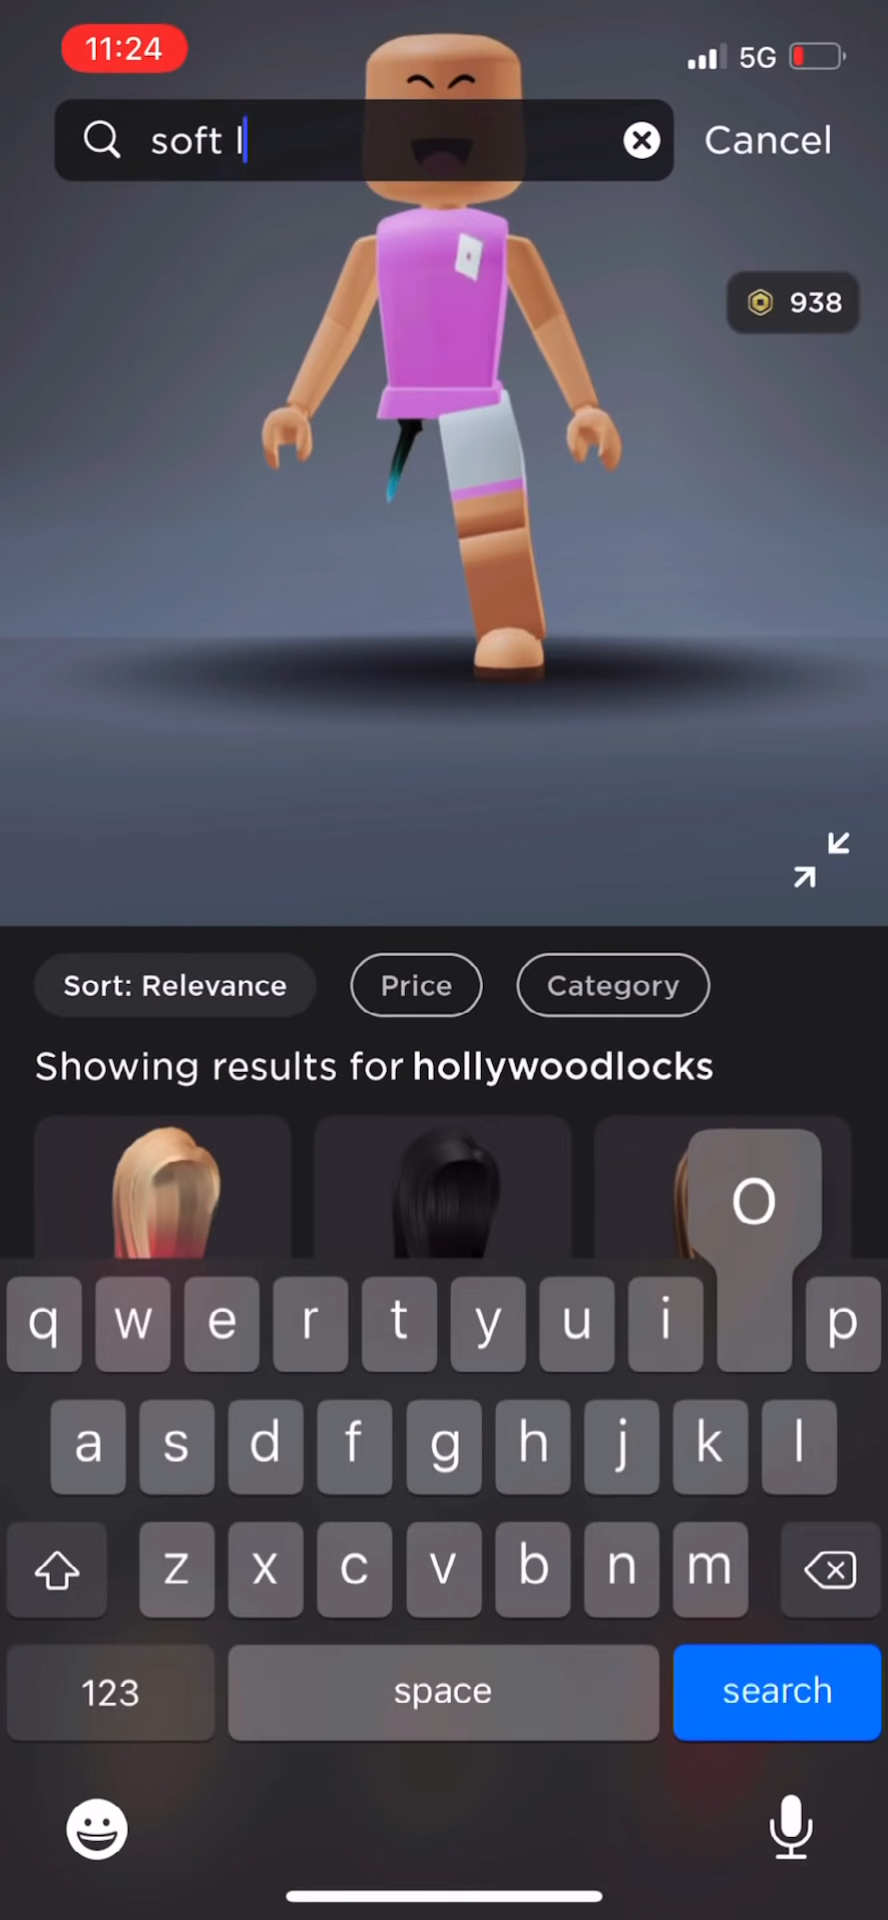 11:24
5G
soft l
Cancel
938
Sort: Relevance
Price
Category
Showing results for hollywoodlocks
O
q w e r t y u i p
a s d f g h j k l
z x c v b n m
123
space
search